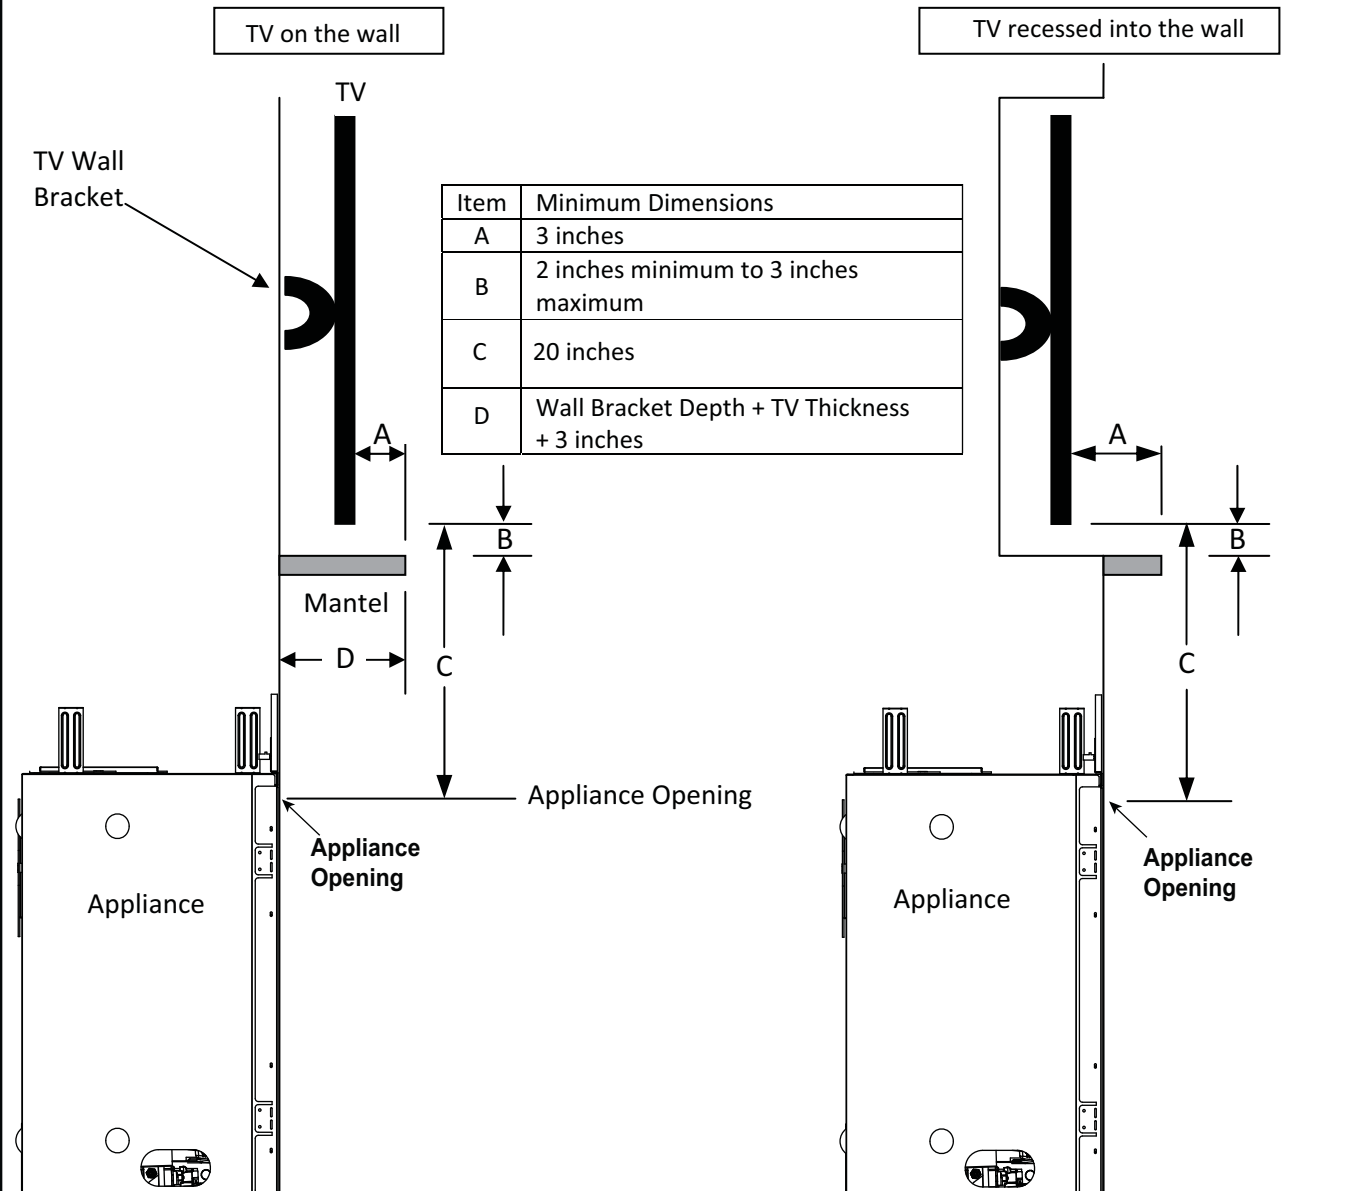 TV on the wall
TV recessed into the wall
TV
TV Wall
Bracket
Item Minimum Dimensions
A 3 inches
B 2 inches minimum to 3 inches
maximum
C 20 inches
D Wall Bracket Depth + TV Thickness
+ 3 inches
A
B
Mantel
D
C
Appliance Opening
Appliance
Opening
Appliance
A
B
C
Appliance
Opening
Appliance